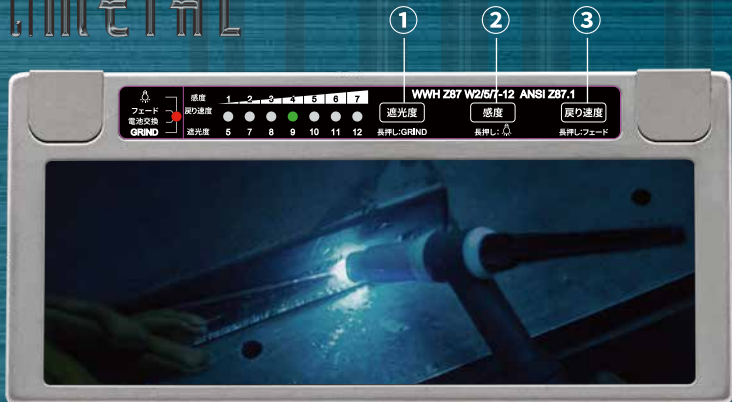 METAL
① ② ③
WWH Z87 W2/5/7-12 ANSI Z87.1
感度 1 2 3 4 5 6 7
フェード 戻り速度 遮光度 感度 戻り速度
電池交換
GRIND 遮光度 5 7 8 9 10 11 12 長押し:GRIND 長押し: 長押し:フェード